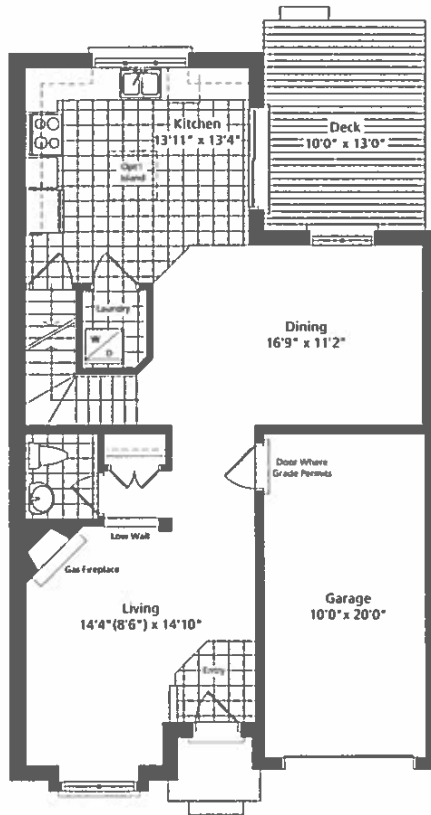 Kitchen
13'11" x 13'4"
Deck
10'0" x 13'0"
Opt'l
Island
Laundry
W
D
Dining
16'9" x 11'2"
Door Where
Grade Permits
Low Wall
Gas Fireplace
Living
14'4"(8'6") x 14'10"
Garage
10'0" x 20'0"
Entry